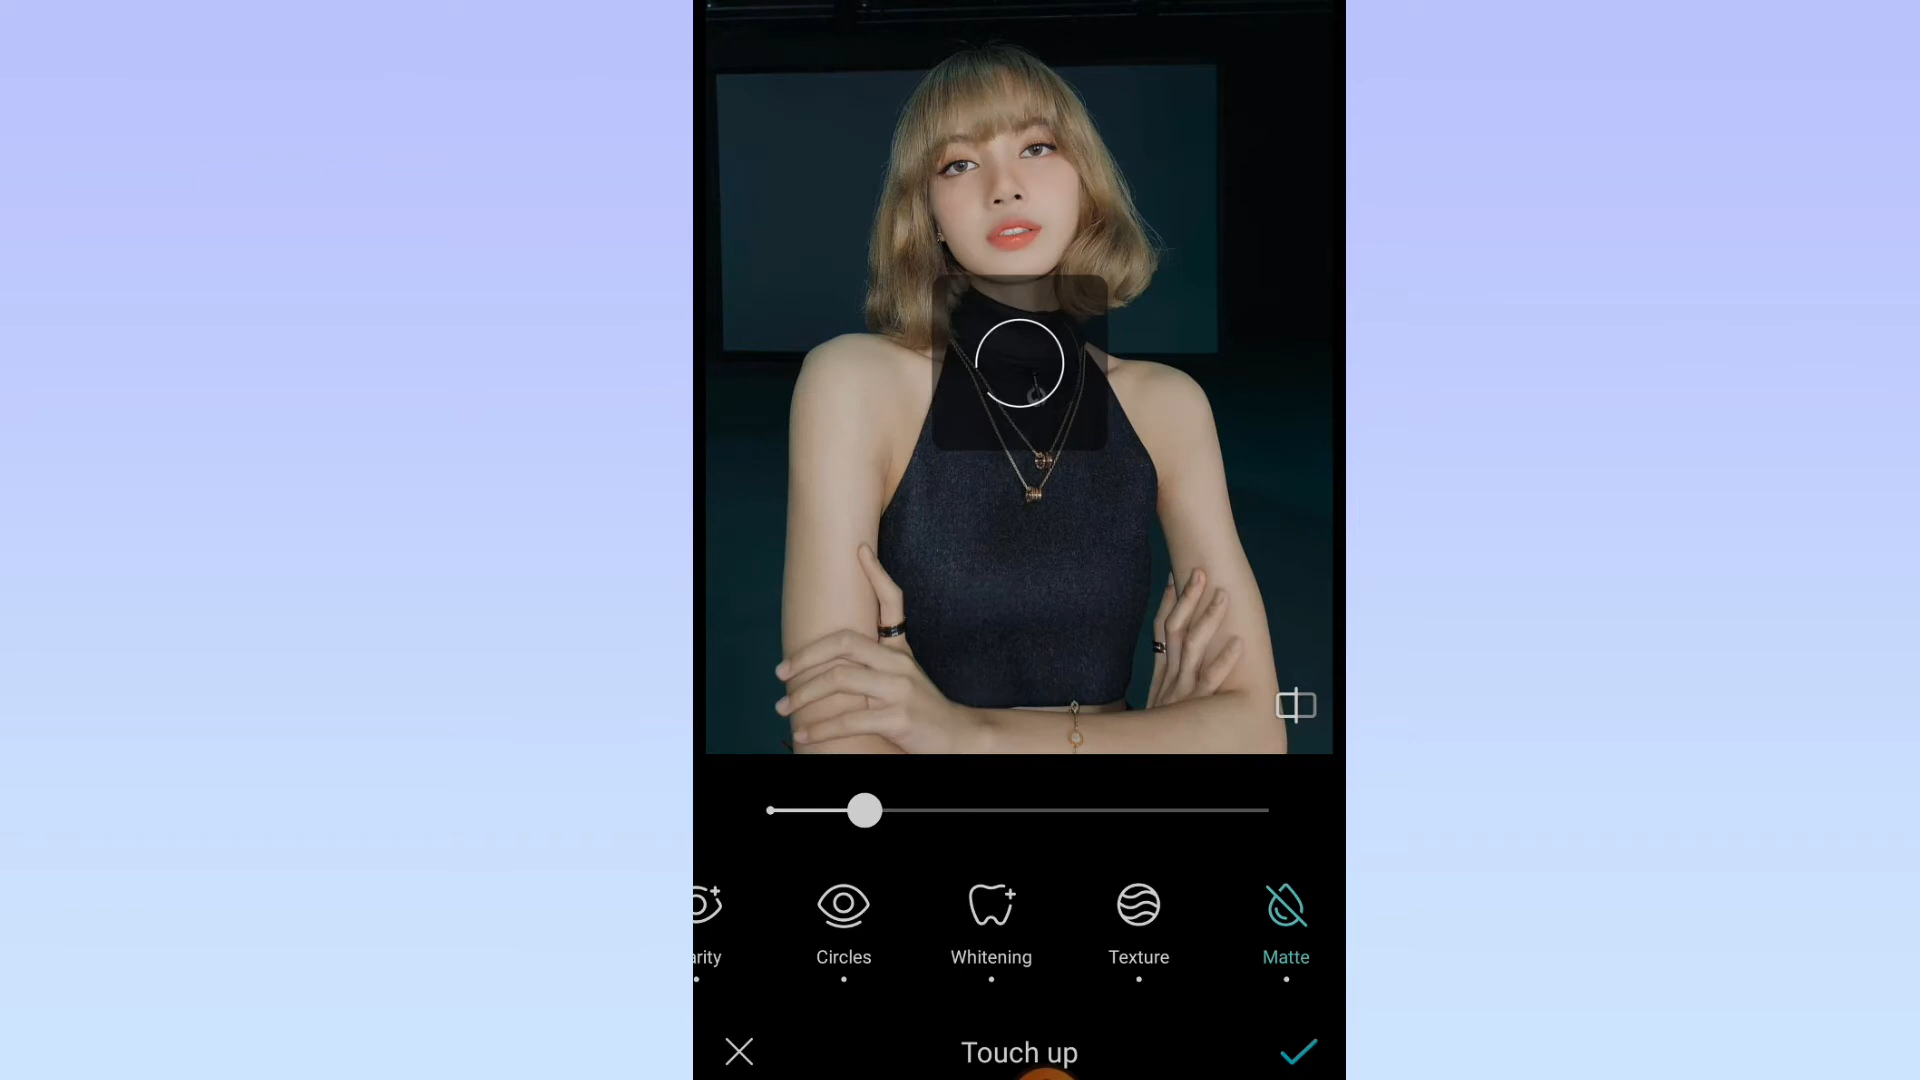 arity
Circles
Whitening
Texture
Matte
Touch up